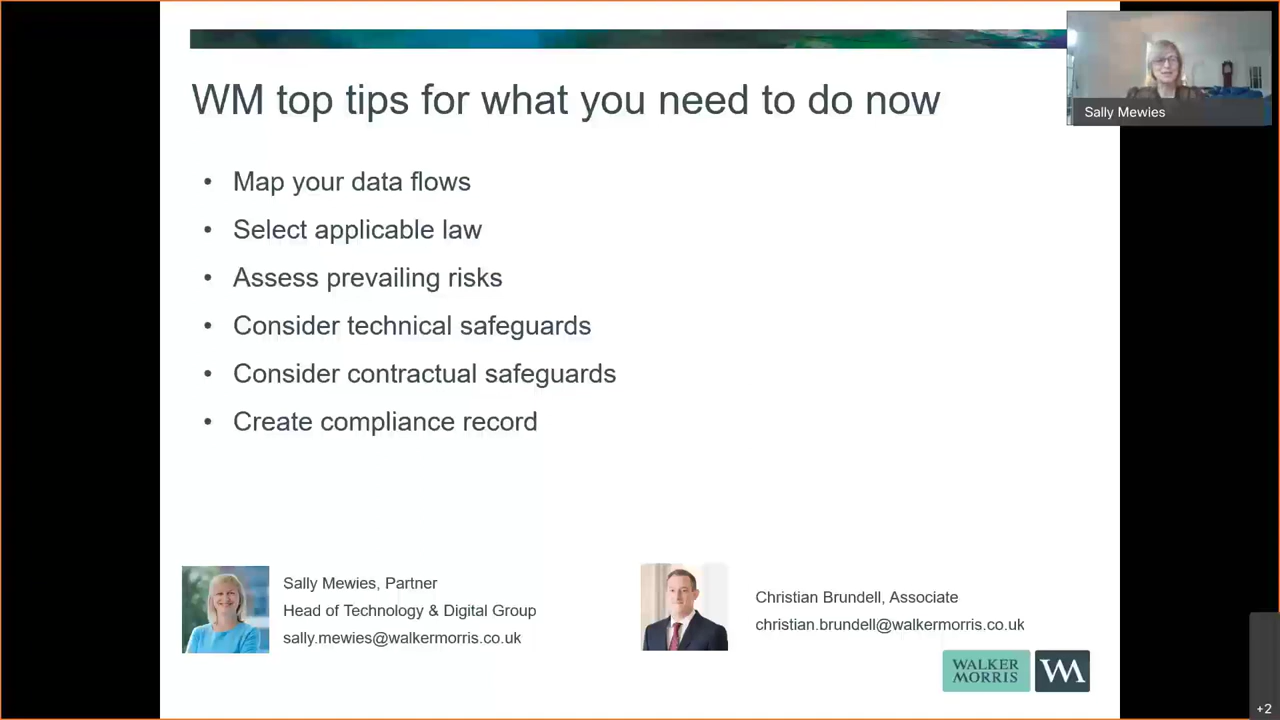 WM top tips for what you need to do now
Sally Mewies
• Map your data flows
• Select applicable law
• Assess prevailing risks
• Consider technical safeguards
• Consider contractual safeguards
• Create compliance record
Sally Mewies, Partner
Head of Technology & Digital Group
sally.mewies@walkermorris.co.uk
Christian Brundell, Associate
christian.brundell@walkermorris.co.uk
WALKER
MORRIS
WM
+2